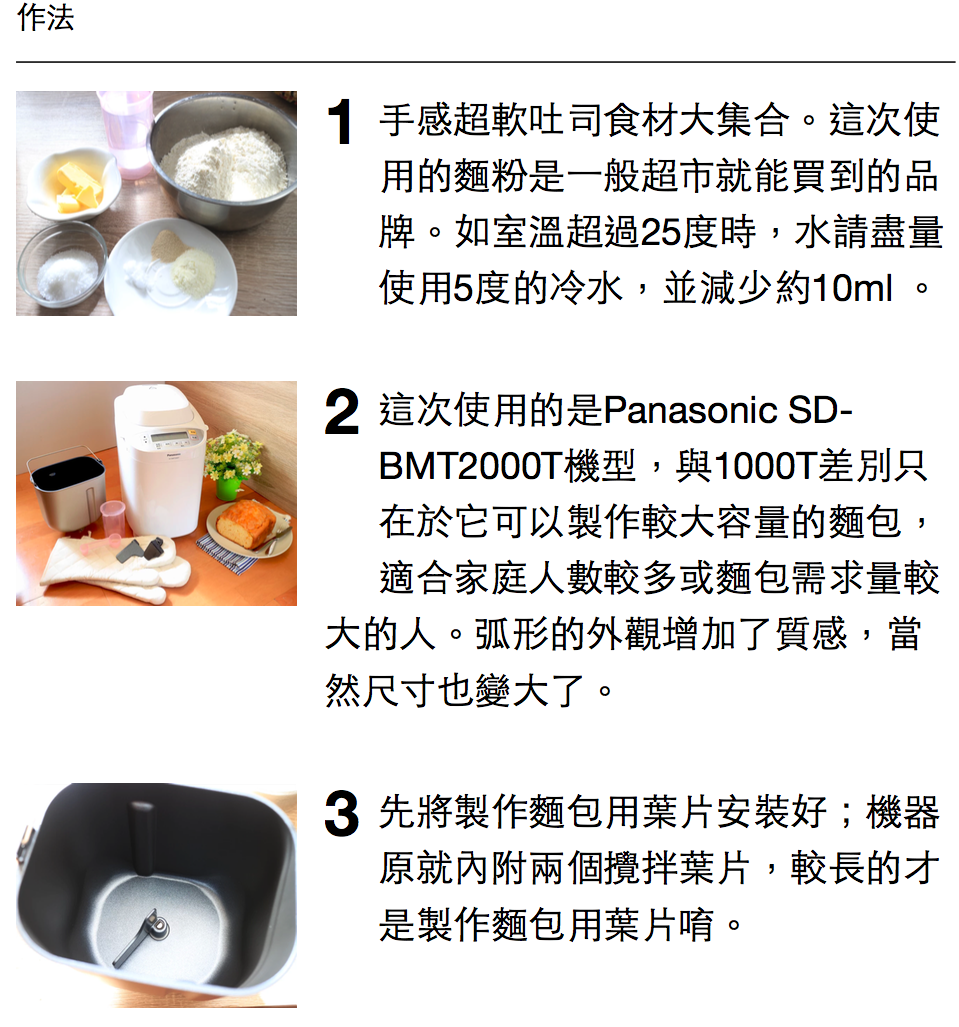 作法
1 手感超軟吐司食材大集合。這次使
用的麵粉是一般超市就能買到的品
牌。如室溫超過25度時，水請盡量
使用5度的冷水，並減少約10ml 。
2 這次使用的是Panasonic SD-
BMT2000T機型，與1000T差別只
在於它可以製作較大容量的麵包，
適合家庭人數較多或麵包需求量較
大的人。弧形的外觀增加了質感，當
然尺寸也變大了。
3 先將製作麵包用葉片安裝好；機器
原就內附兩個攪拌葉片，較長的才
是製作麵包用葉片唷。